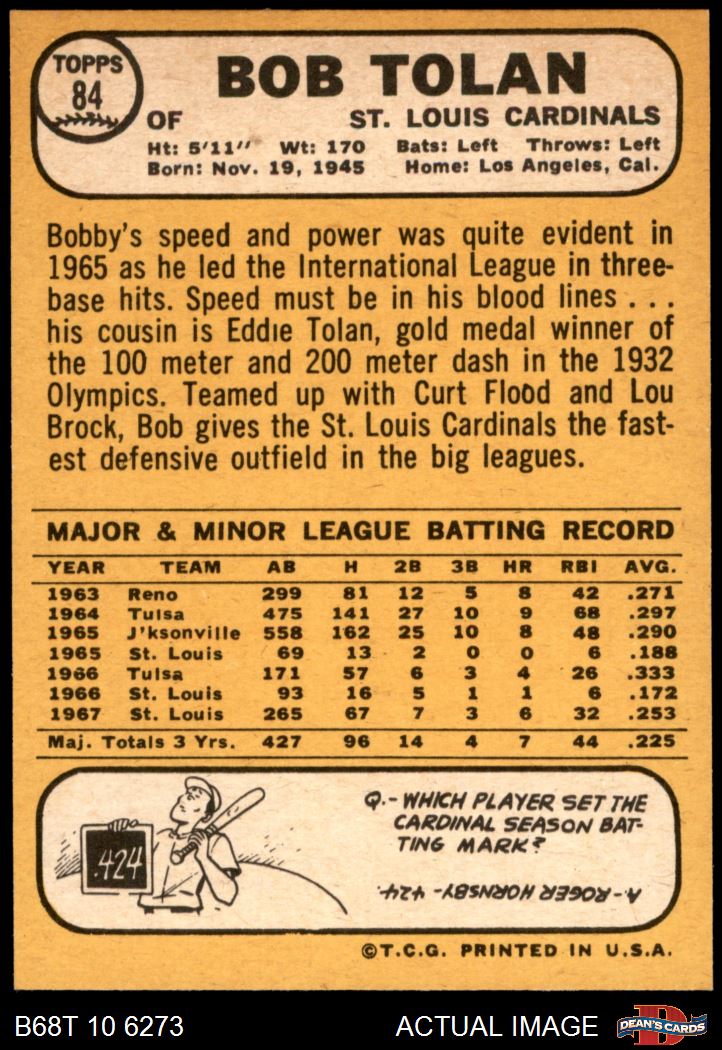 TOPPS
84
BOB TOLAN
OF ST. LOUIS CARDINALS
Ht: 5'11" Wt: 170 Bats: Left Throws: Left
Born: Nov. 19, 1945 Home: Los Angeles, Cal.
Bobby's speed and power was quite evident in
1965 as he led the International League in three-
base hits. Speed must be in his blood lines . . .
his cousin is Eddie Tolan, gold medal winner of
the 100 meter and 200 meter dash in the 1932
Olympics. Teamed up with Curt Flood and Lou
Brock, Bob gives the St. Louis Cardinals the fast-
est defensive outfield in the big leagues.
MAJOR & MINOR LEAGUE BATTING RECORD
YEAR TEAM AB H 2B 3B HR RBI AVG.
1963 Reno 299 81 12 5 8 42 .271
1964 Tulsa 475 141 27 10 9 68 .297
1965 J'ksonville 558 162 25 10 8 48 .290
1965 St. Louis 69 13 2 0 0 6 .188
1966 Tulsa 171 57 6 3 4 26 .333
1966 St. Louis 93 16 5 1 1 6 .172
1967 St. Louis 265 67 7 3 6 32 .253
Maj. Totals 3 Yrs. 427 96 14 4 7 44 .225
.424
Q.- WHICH PLAYER SET THE
CARDINAL SEASON BAT-
TING MARK?
A- ROGER HORNSBY - .424.
©T.C.G. PRINTED IN U.S.A.
B68T 10 6273 ACTUAL IMAGE
D
DEAN'S CARDS